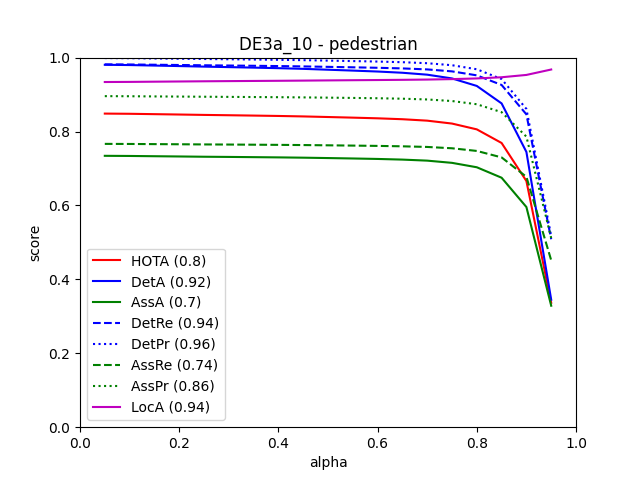 DE3a_10 - pedestrian
score
1.0
0.8
0.6
0.4
0.2
0.0
HOTA (0.8)
DetA (0.92)
AssA (0.7)
DetRe (0.94)
DetPr (0.96)
AssRe (0.74)
AssPr (0.86)
LocA (0.94)
0.0 0.2 0.4 0.6 0.8 1.0
alpha